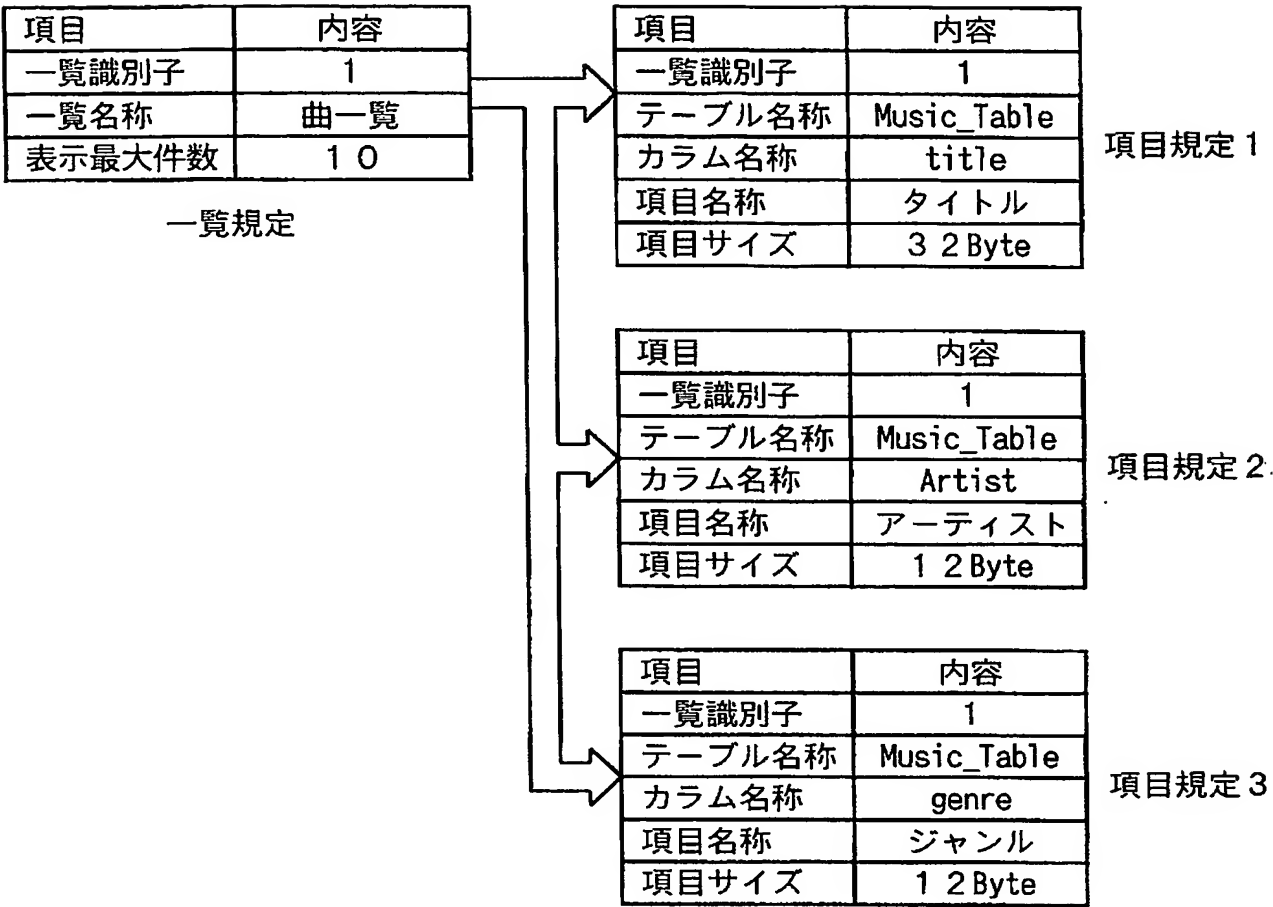 項目 内容
一覧識別子 1
一覧名称 曲一覧
表示最大件数 10
一覧規定
項目 内容
一覧識別子 1
テーブル名称 Music_Table
カラム名称 title
項目名称 タイトル
項目サイズ 32Byte
項目規定1
項目 内容
一覧識別子 1
テーブル名称 Music_Table
カラム名称 Artist
項目名称 アーティスト
項目サイズ 12Byte
項目規定2
項目 内容
一覧識別子 1
テーブル名称 Music_Table
カラム名称 genre
項目名称 ジャンル
項目サイズ 12Byte
項目規定3